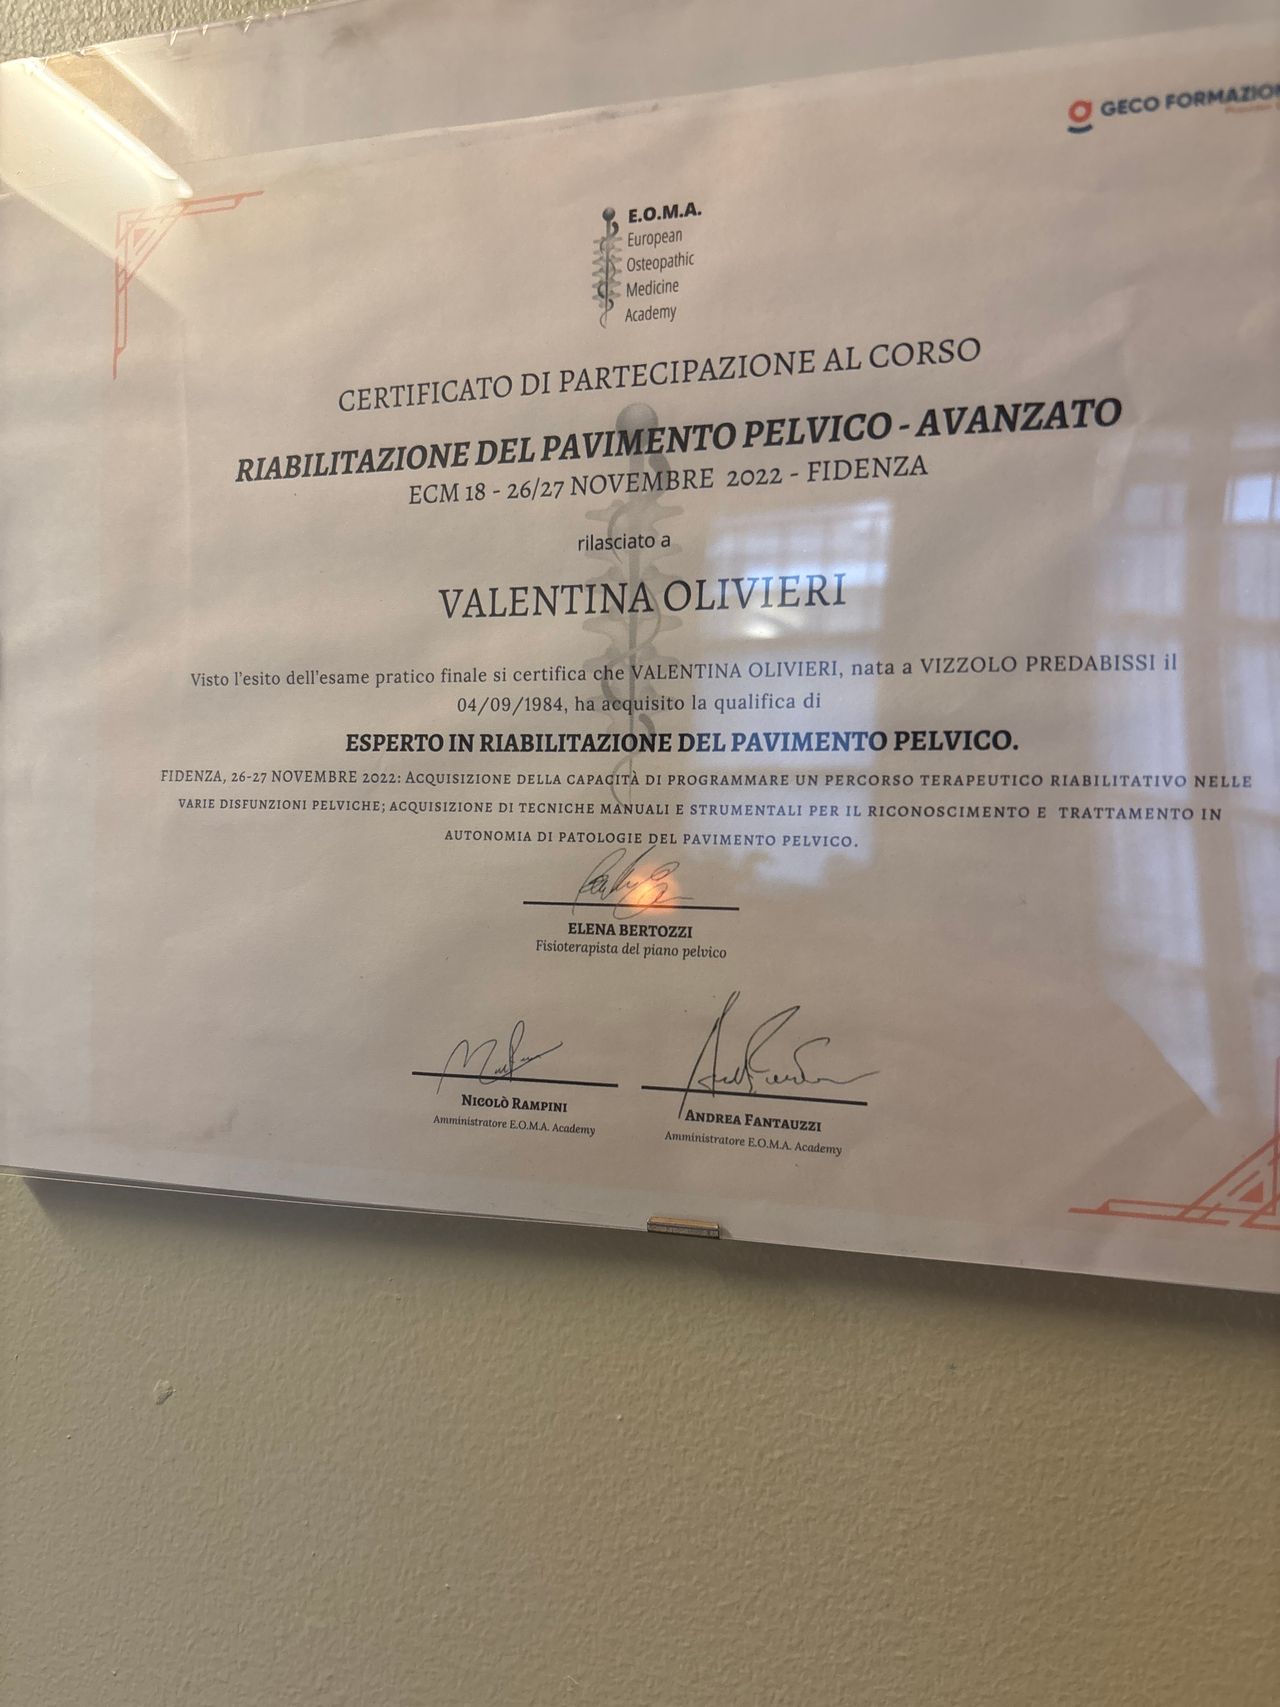 GECO FORMAZION
E.O.M.A.
European
Osteopathic
Medicine
Academy
CERTIFICATO DI PARTECIPAZIONE AL CORSO
RIABILITAZIONE DEL PAVIMENTO PELVICO - AVANZATO
ECM 18 - 26/27 NOVEMBRE 2022 - FIDENZA
rilasciato a
VALENTINA OLIVIERI
Visto l'esito dell'esame pratico finale si certifica che VALENTINA OLIVIERI, nata a VIZZOLO PREDABISSI il
04/09/1984, ha acquisito la qualifica di
ESPERTO IN RIABILITAZIONE DEL PAVIMENTO PELVICO.
FIDENZA, 26-27 NOVEMBRE 2022: ACQUISIZIONE DELLA CAPACITÀ DI PROGRAMMARE UN PERCORSO TERAPEUTICO RIABILITATIVO NELLE
VARIE DISFUNZIONI PELVICHE; ACQUISIZIONE DI TECNICHE MANUALI E STRUMENTALI PER IL RICONOSCIMENTO E TRATTAMENTO IN
AUTONOMIA DI PATOLOGIE DEL PAVIMENTO PELVICO.
ELENA BERTOZZI
Fisioterapista del piano pelvico
NICOLÒ RAMPINI
Amministratore E.O.M.A. Academy
ANDREA FANTAUZZI
Amministratore E.O.M.A. Academy